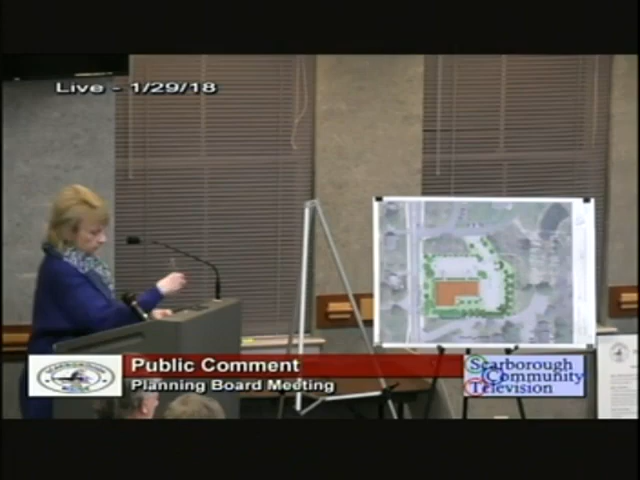 Live - 1/29/18
Public Comment
Planning Board Meeting
Scarborough
Community
Television